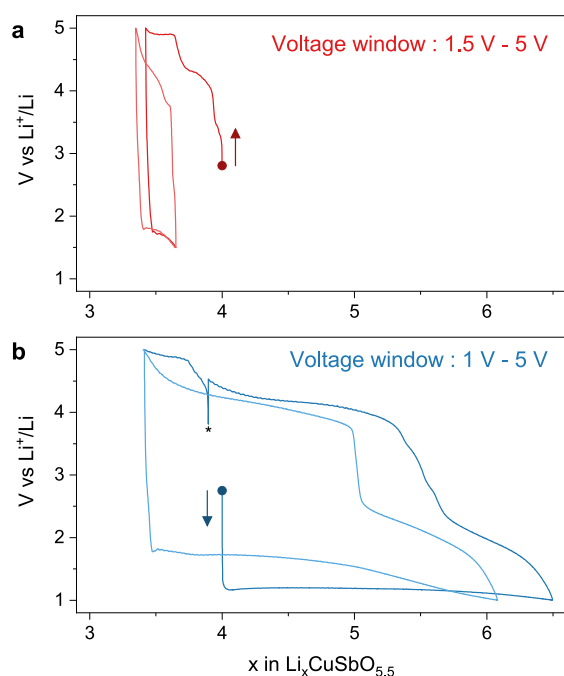 a
Voltage window : 1.5 V - 5 V
V vs Li⁺/Li
5
4
3
2
1
3 4 5 6
b
Voltage window : 1 V - 5 V
V vs Li⁺/Li
5
4
3
2
1
*
3 4 5 6
x in LiₓCuSbO₅.₅